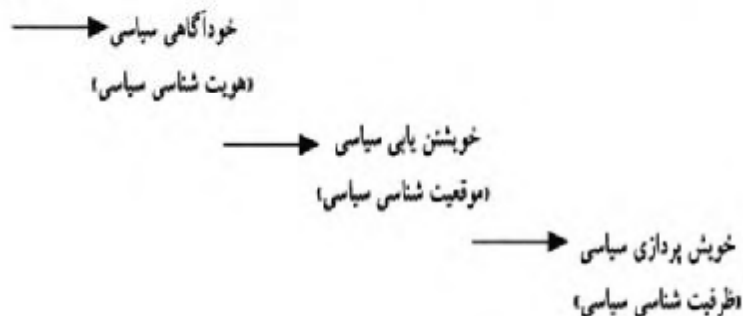 خودآگاهی سیاسی
«هویت شناسی سیاسی»
خویشتن یابی سیاسی
«موقعیت شناسی سیاسی»
خویش پردازی سیاسی
«ظرفیت شناسی سیاسی»